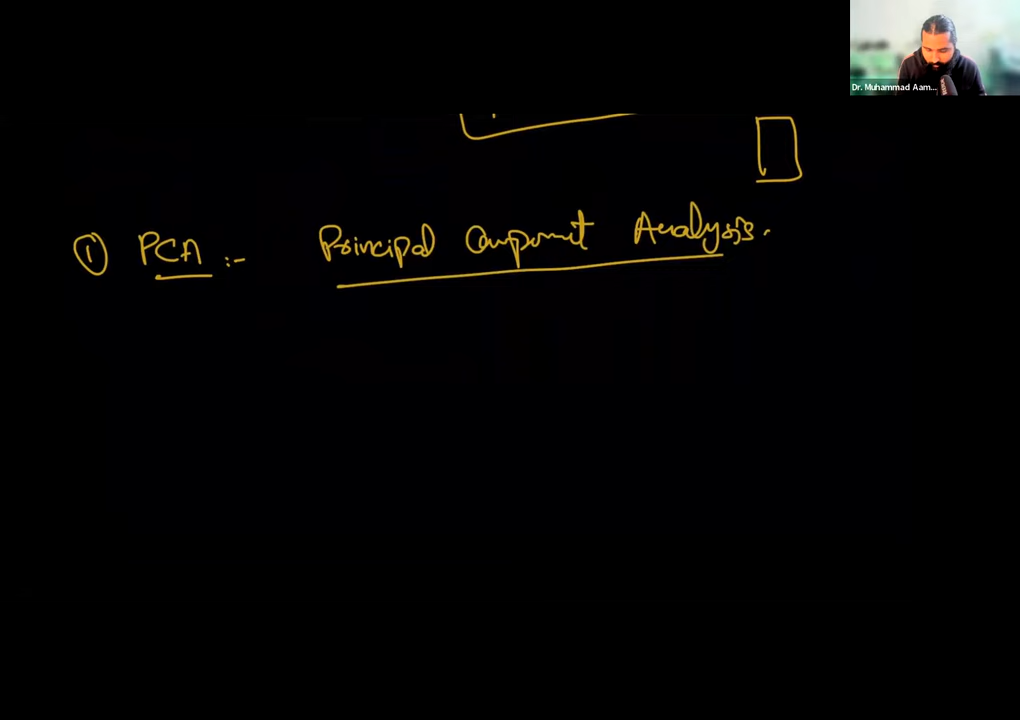 Dr. Muhammad Aam...
① PCA :- Principal Component Analysis.